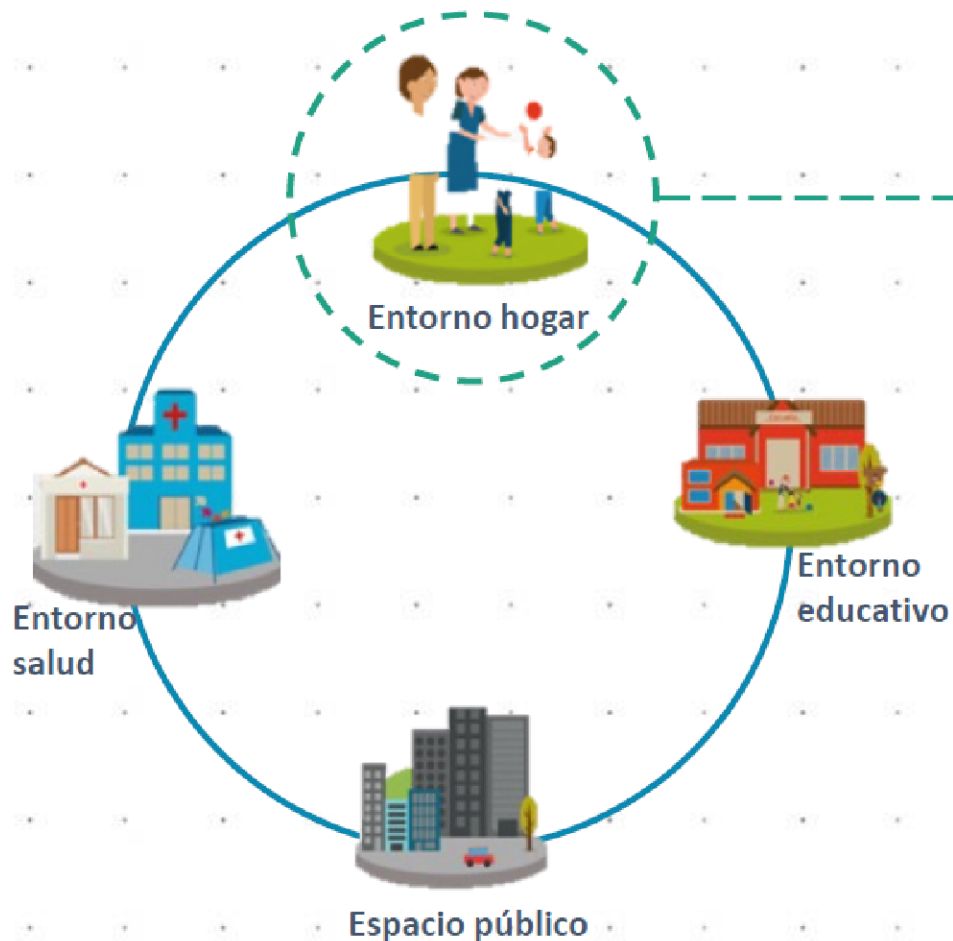 Entorno hogar
Entorno
educativo
Entorno
salud
Espacio público